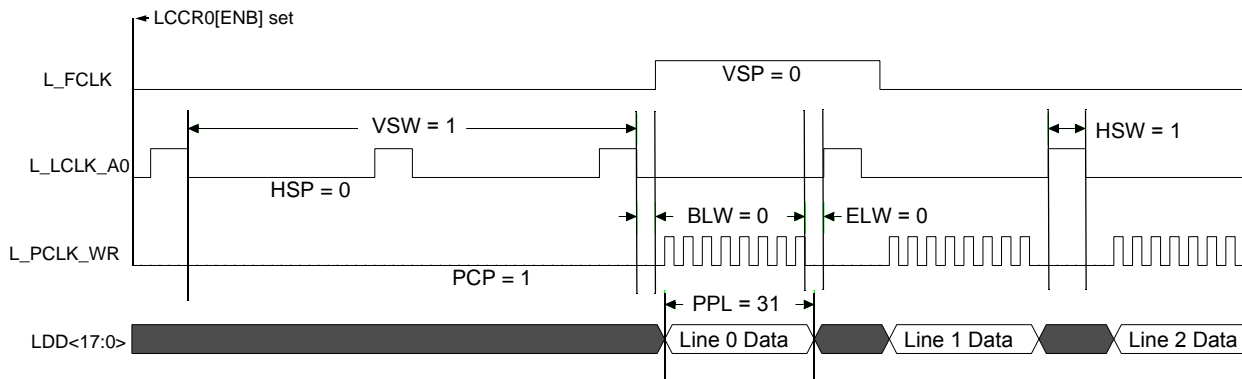 LCCR0[ENB] set
L_FCLK
VSP = 0
VSW = 1
HSW = 1
L_LCLK_A0
HSP = 0
BLW = 0
ELW = 0
L_PCLK_WR
PCP = 1
PPL = 31
LDD<17:0>
Line 0 Data
Line 1 Data
Line 2 Data